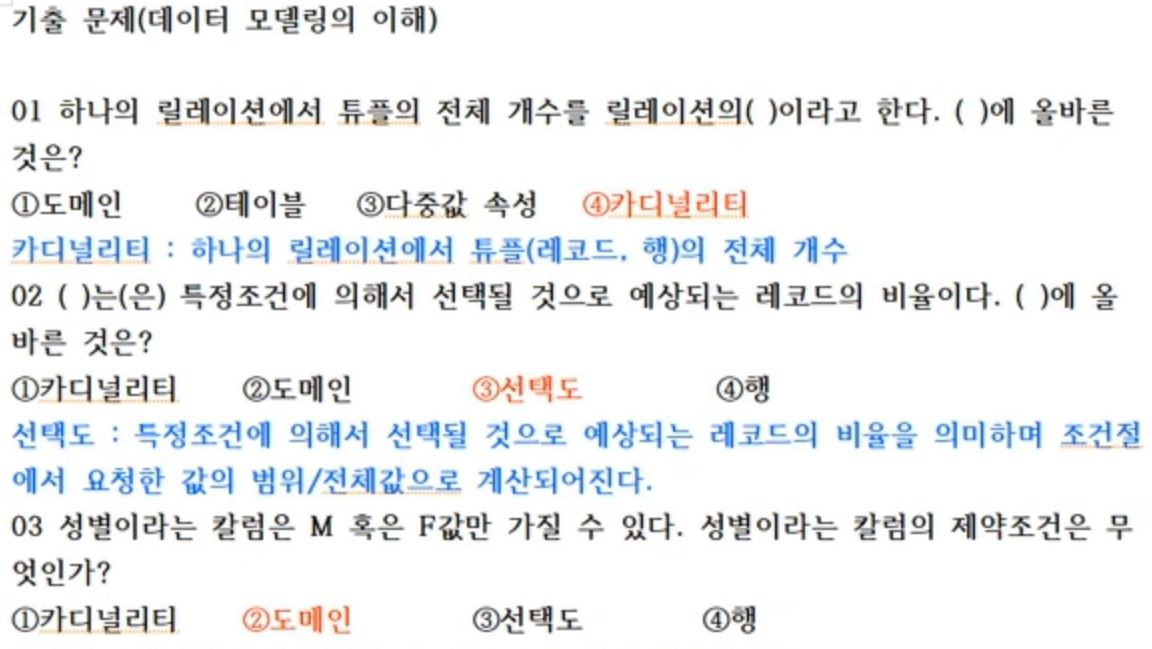 기출 문제(데이터 모델링의 이해)
01 하나의 릴레이션에서 튜플의 전체 개수를 릴레이션의( )이라고 한다. ( )에 올바른
것은?
①도메인 ②테이블 ③다중값 속성 ④카디널리티
카디널리티 : 하나의 릴레이션에서 튜플(레코드, 행)의 전체 개수
02 ( )는(은) 특정조건에 의해서 선택될 것으로 예상되는 레코드의 비율이다. ( )에 올
바른 것은?
①카디널리티 ②도메인 ③선택도 ④행
선택도 : 특정조건에 의해서 선택될 것으로 예상되는 레코드의 비율을 의미하며 조건절
에서 요청한 값의 범위/전체값으로 계산되어진다.
03 성별이라는 칼럼은 M 혹은 F값만 가질 수 있다. 성별이라는 칼럼의 제약조건은 무
엇인가?
①카디널리티 ②도메인 ③선택도 ④행